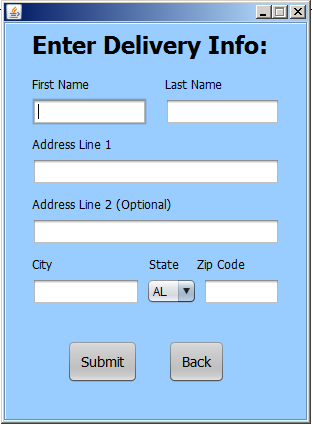 Enter Delivery Info:
First Name Last Name
Address Line 1
Address Line 2 (Optional)
City State Zip Code
AL
Submit Back